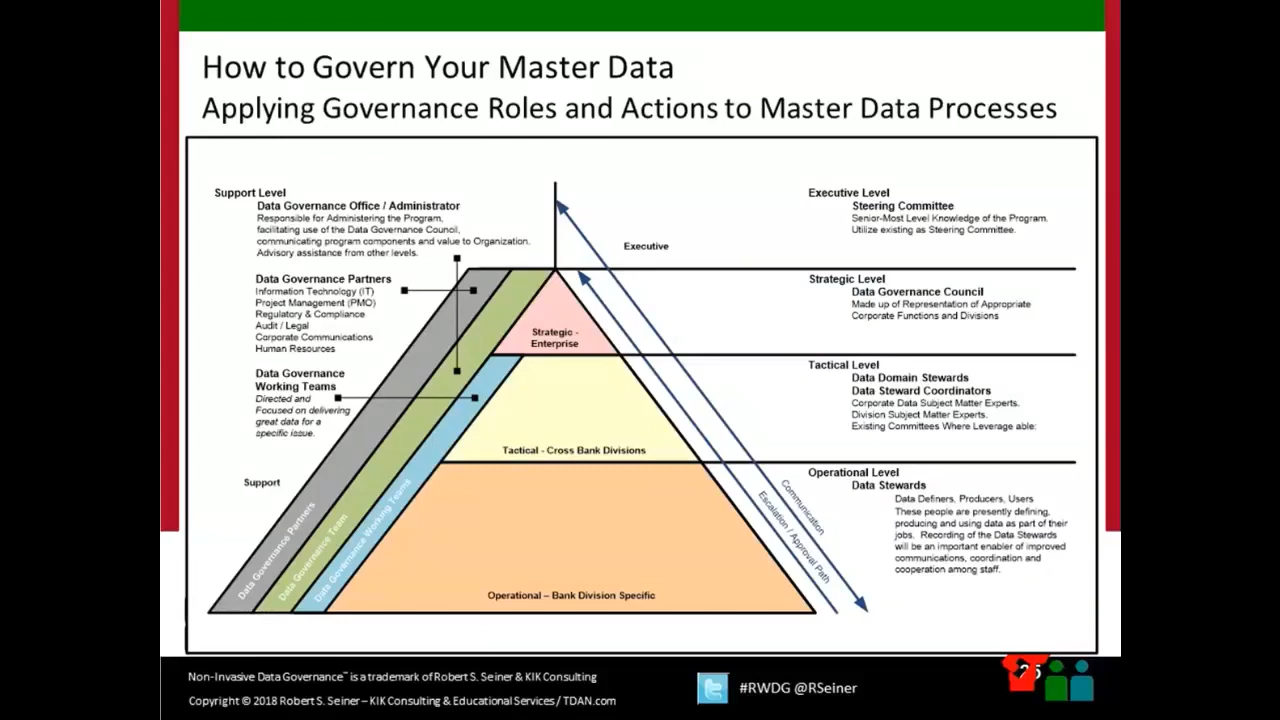 How to Govern Your Master Data
Applying Governance Roles and Actions to Master Data Processes
Support Level
Data Governance Office / Administrator
Responsible for Administering the Program,
facilitating use of the Data Governance Council,
communicating program components and value to Organization.
Advisory assistance from other levels.
Data Governance Partners
Information Technology (IT)
Project Management (PMO)
Regulatory & Compliance
Audit / Legal
Corporate Communications
Human Resources
Data Governance
Working Teams
Directed and
Focused on delivering
great data for a
specific issue.
Support
Data Governance Partners
Data Governance Team
Data Governance Working Teams
Executive
Strategic -
Enterprise
Tactical - Cross Bank Divisions
Operational – Bank Division Specific
Communication
Escalation / Approval Path
Executive Level
Steering Committee
Senior-Most Level Knowledge of the Program.
Utilize existing as Steering Committee.
Strategic Level
Data Governance Council
Made up of Representation of Appropriate
Corporate Functions and Divisions
Tactical Level
Data Domain Stewards
Data Steward Coordinators
Corporate Data Subject Matter Experts.
Division Subject Matter Experts.
Existing Committees Where Leverage able:
Operational Level
Data Stewards
Data Definers, Producers, Users
These people are presently defining,
producing and using data as part of their
jobs. Recording of the Data Stewards
will be an important enabler of improved
communications, coordination and
cooperation among staff.
Non-Invasive Data Governance™ is a trademark of Robert S. Seiner & KIK Consulting
Copyright © 2018 Robert S. Seiner – KIK Consulting & Educational Services / TDAN.com
#RWDG @RSeiner